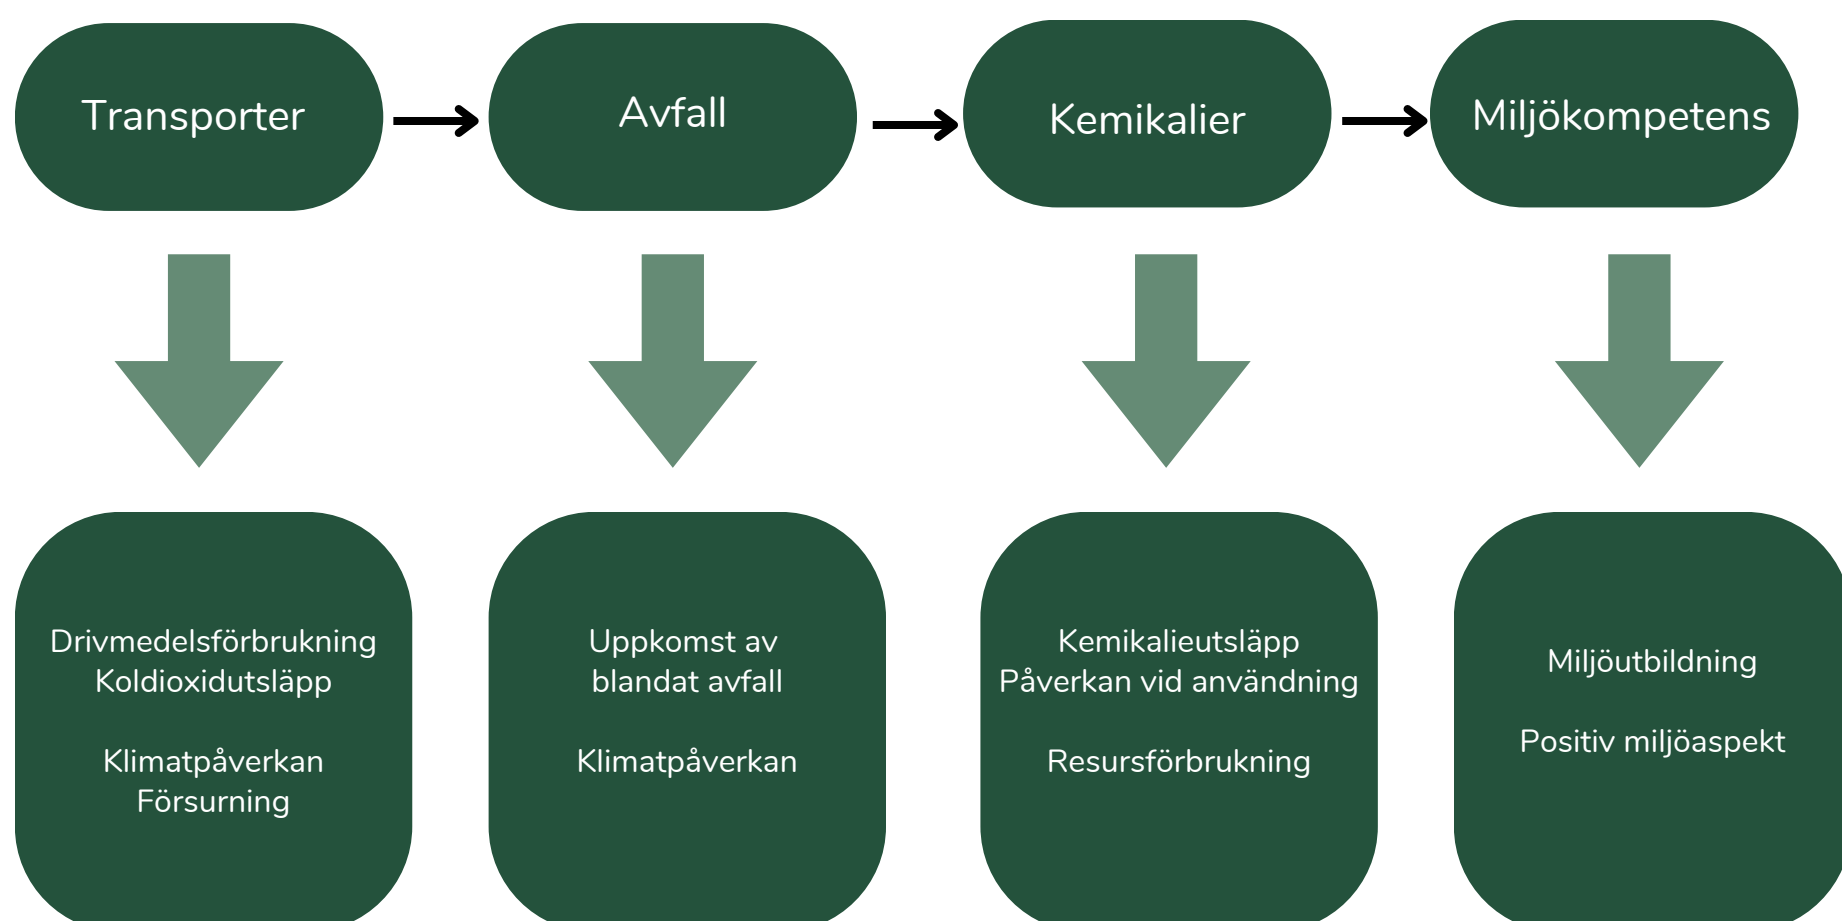 Transporter
Avfall
Kemikalier
Miljökompetens
Drivmedelsförbrukning
Koldioxidutsläpp
Klimatpåverkan
Försurning
Uppkomst av
blandat avfall
Klimatpåverkan
Kemikalieutsläpp
Påverkan vid användning
Resursförbrukning
Miljöutbildning
Positiv miljöaspekt